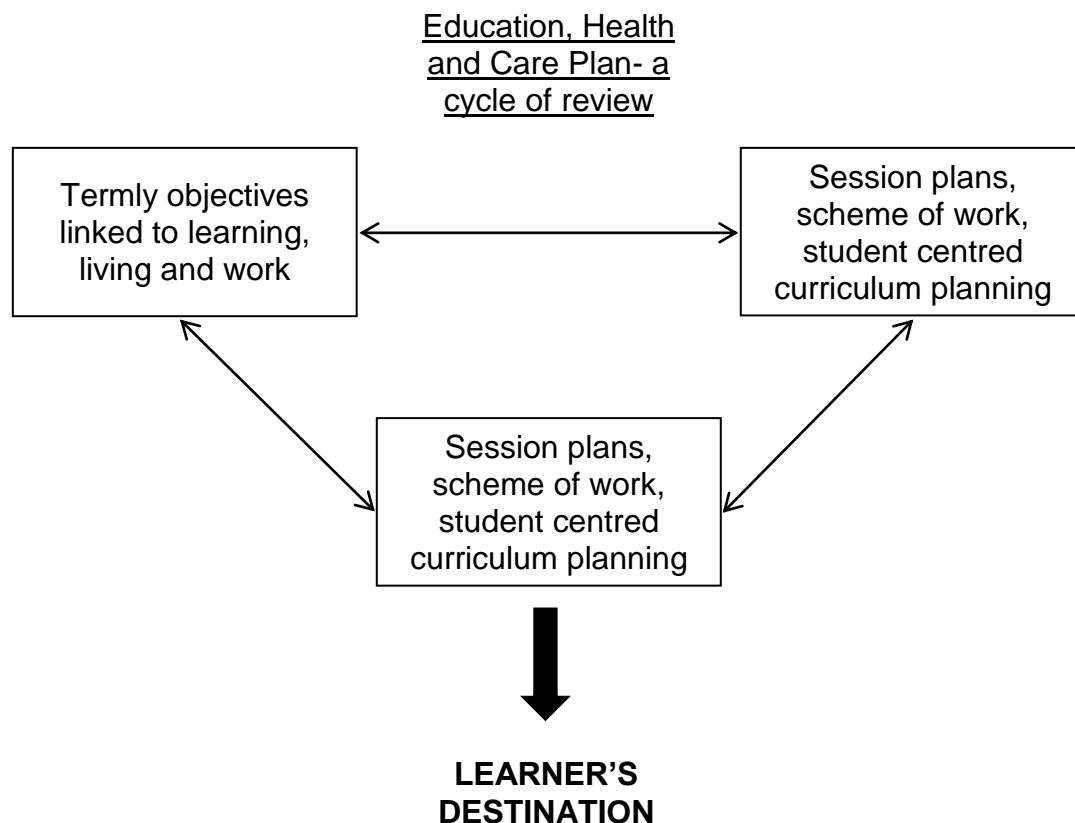 Education, Health
and Care Plan- a
cycle of review
Termly objectives
linked to learning,
living and work
Session plans,
scheme of work,
student centred
curriculum planning
Session plans,
scheme of work,
student centred
curriculum planning
LEARNER’S
DESTINATION